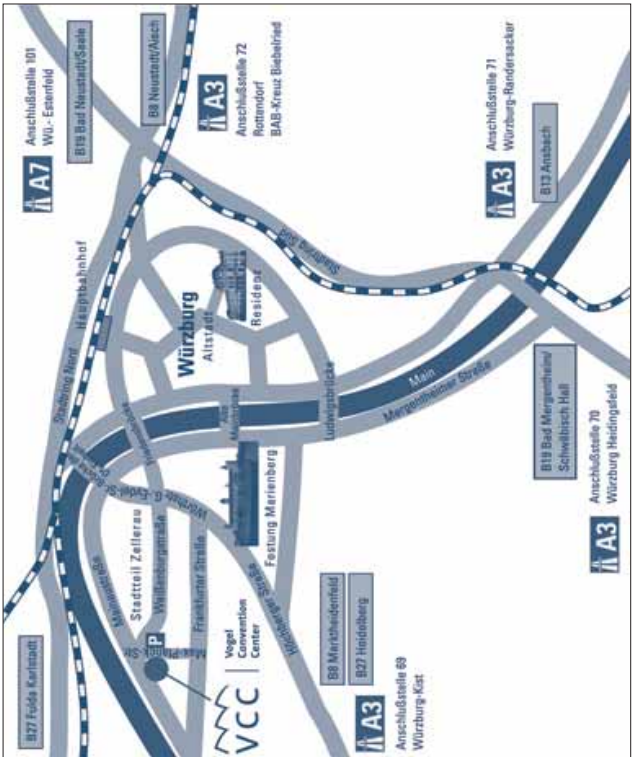 B27 Fulda Karlstadt
Stadtring Nord
Hauptbahnhof
A7
Anschlußstelle 101
Wü.- Estenfeld
B19 Bad Neustadt/Saale
B8 Neustadt/Aisch
A3
Anschlußstelle 72
Rottendorf
BAB-Kreuz Biebelried
Mainaustraße
Stadtteil Zellerau
Weißenburgstraße
P
Max-Planck-Str.
Frankfurter Straße
VCC
Vogel
Convention
Center
Würzburg
Altstadt
Residenz
Festung Marienberg
Ludwigsbrücke
Stadtring Süd
Höchberger Straße
Main
Mergentheimer Straße
B8 Marktheidenfeld
B27 Heidelberg
A3
Anschlußstelle 69
Würzburg-Kist
A3
Anschlußstelle 71
Würzburg-Randersacker
B13 Ansbach
B19 Bad Mergentheim/
Schwäbisch Hall
A3
Anschlußstelle 70
Würzburg Heidingsfeld